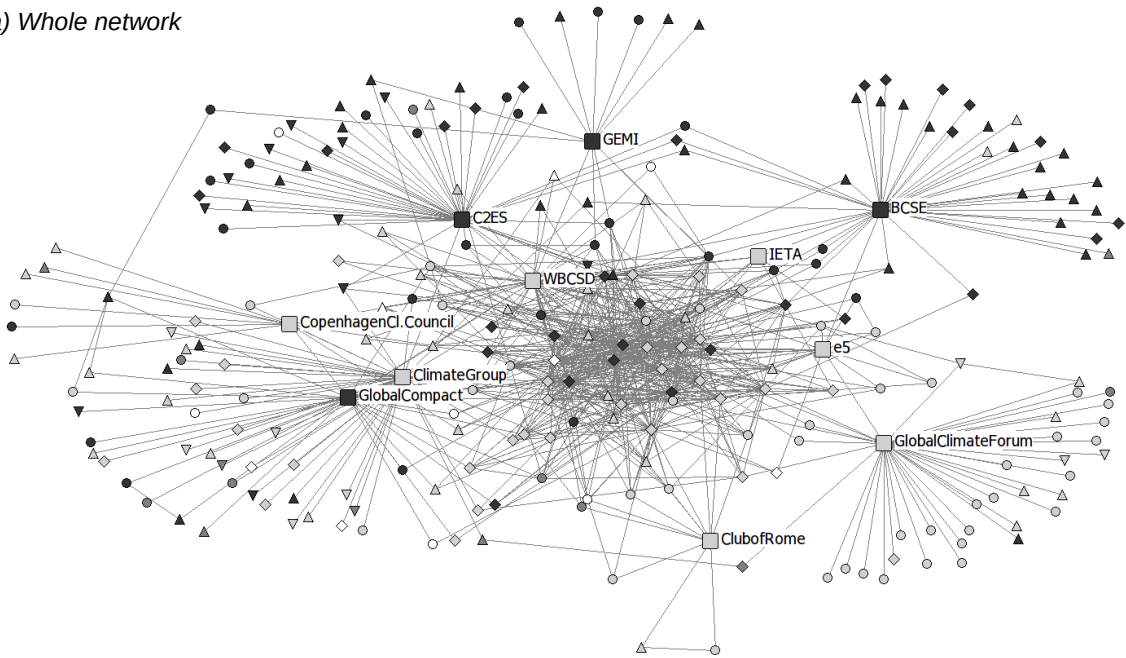 ) Whole network
GEMI
C2ES
BCSE
IETA
WBCSD
CopenhagenCl.Council
e5
ClimateGroup
GlobalCompact
GlobalClimateForum
ClubofRome